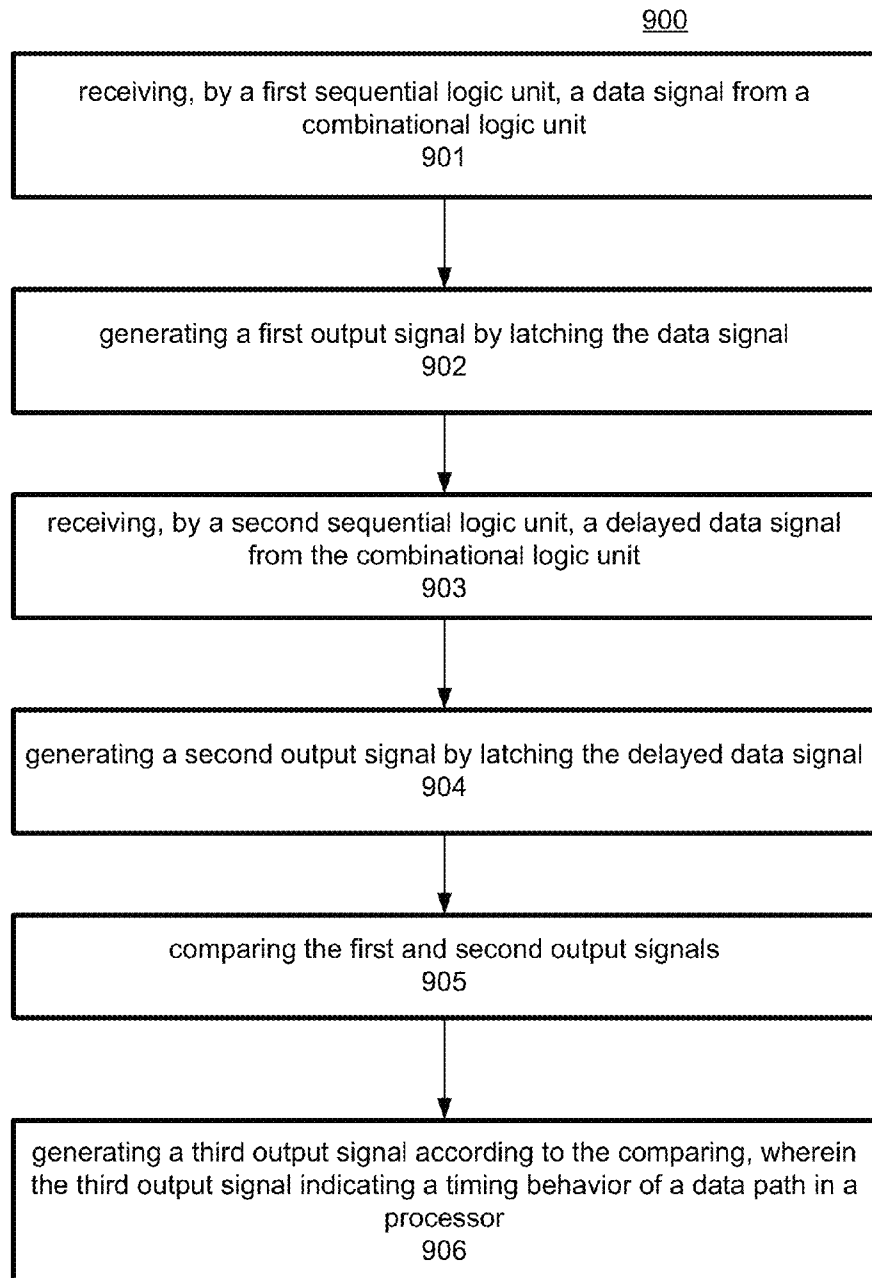 900
receiving, by a first sequential logic unit, a data signal from a
combinational logic unit
901
generating a first output signal by latching the data signal
902
receiving, by a second sequential logic unit, a delayed data signal
from the combinational logic unit
903
generating a second output signal by latching the delayed data signal
904
comparing the first and second output signals
905
generating a third output signal according to the comparing, wherein
the third output signal indicating a timing behavior of a data path in a
processor
906